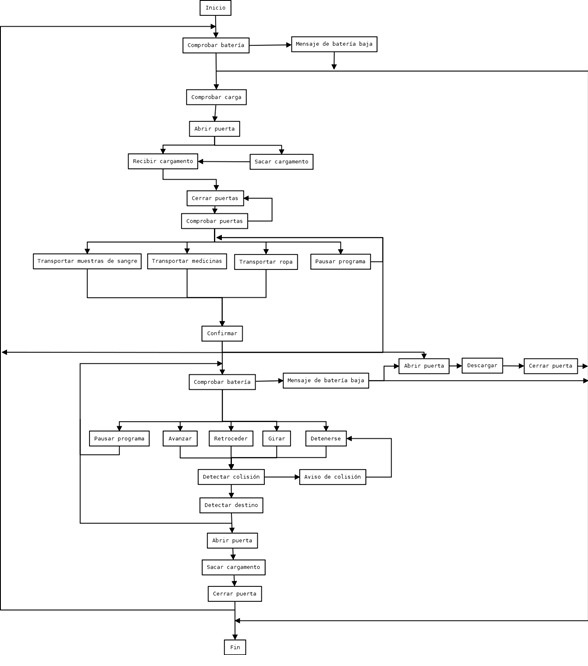 Inicio
Comprobar batería
Mensaje de batería baja
Comprobar carga
Abrir puerta
Recibir cargamento
Sacar cargamento
Cerrar puertas
Comprobar puertas
Transportar muestras de sangre
Transportar medicinas
Transportar ropa
Pausar programa
Confirmar
Abrir puerta
Descargar
Cerrar puerta
Comprobar batería
Mensaje de batería baja
Pausar programa
Avanzar
Retroceder
Girar
Detenerse
Detectar colisión
Aviso de colisión
Detectar destino
Abrir puerta
Sacar cargamento
Cerrar puerta
Fin